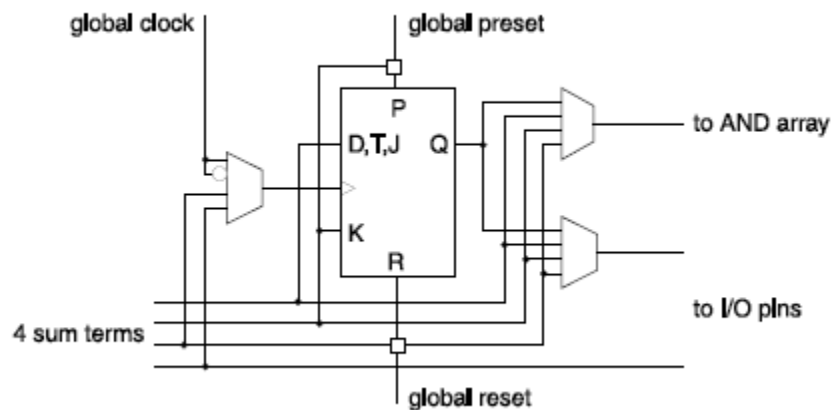 global clock
global preset
P
D,T,J
Q
to AND array
K
R
to I/O pins
4 sum terms
global reset